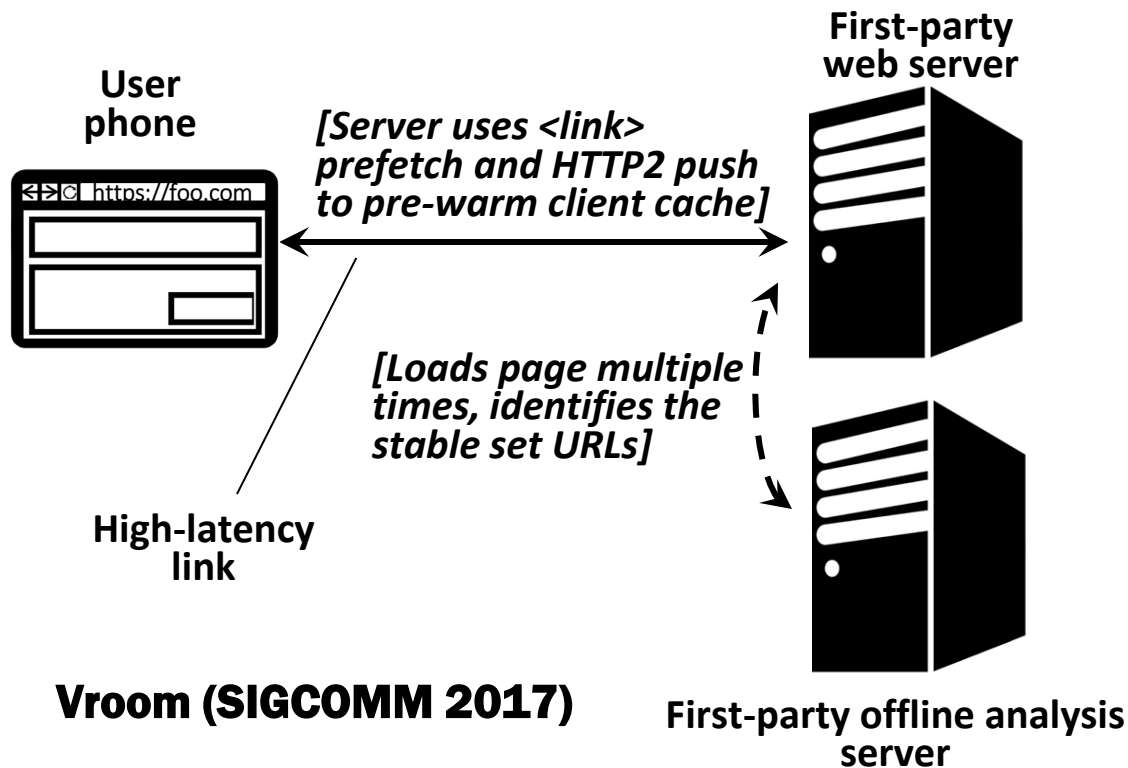 First-party
web server
User
phone
[Server uses <link>
prefetch and HTTP2 push
to pre-warm client cache]
https://foo.com
[Loads page multiple
times, identifies the
stable set URLs]
High-latency
link
Vroom (SIGCOMM 2017)
First-party offline analysis
server